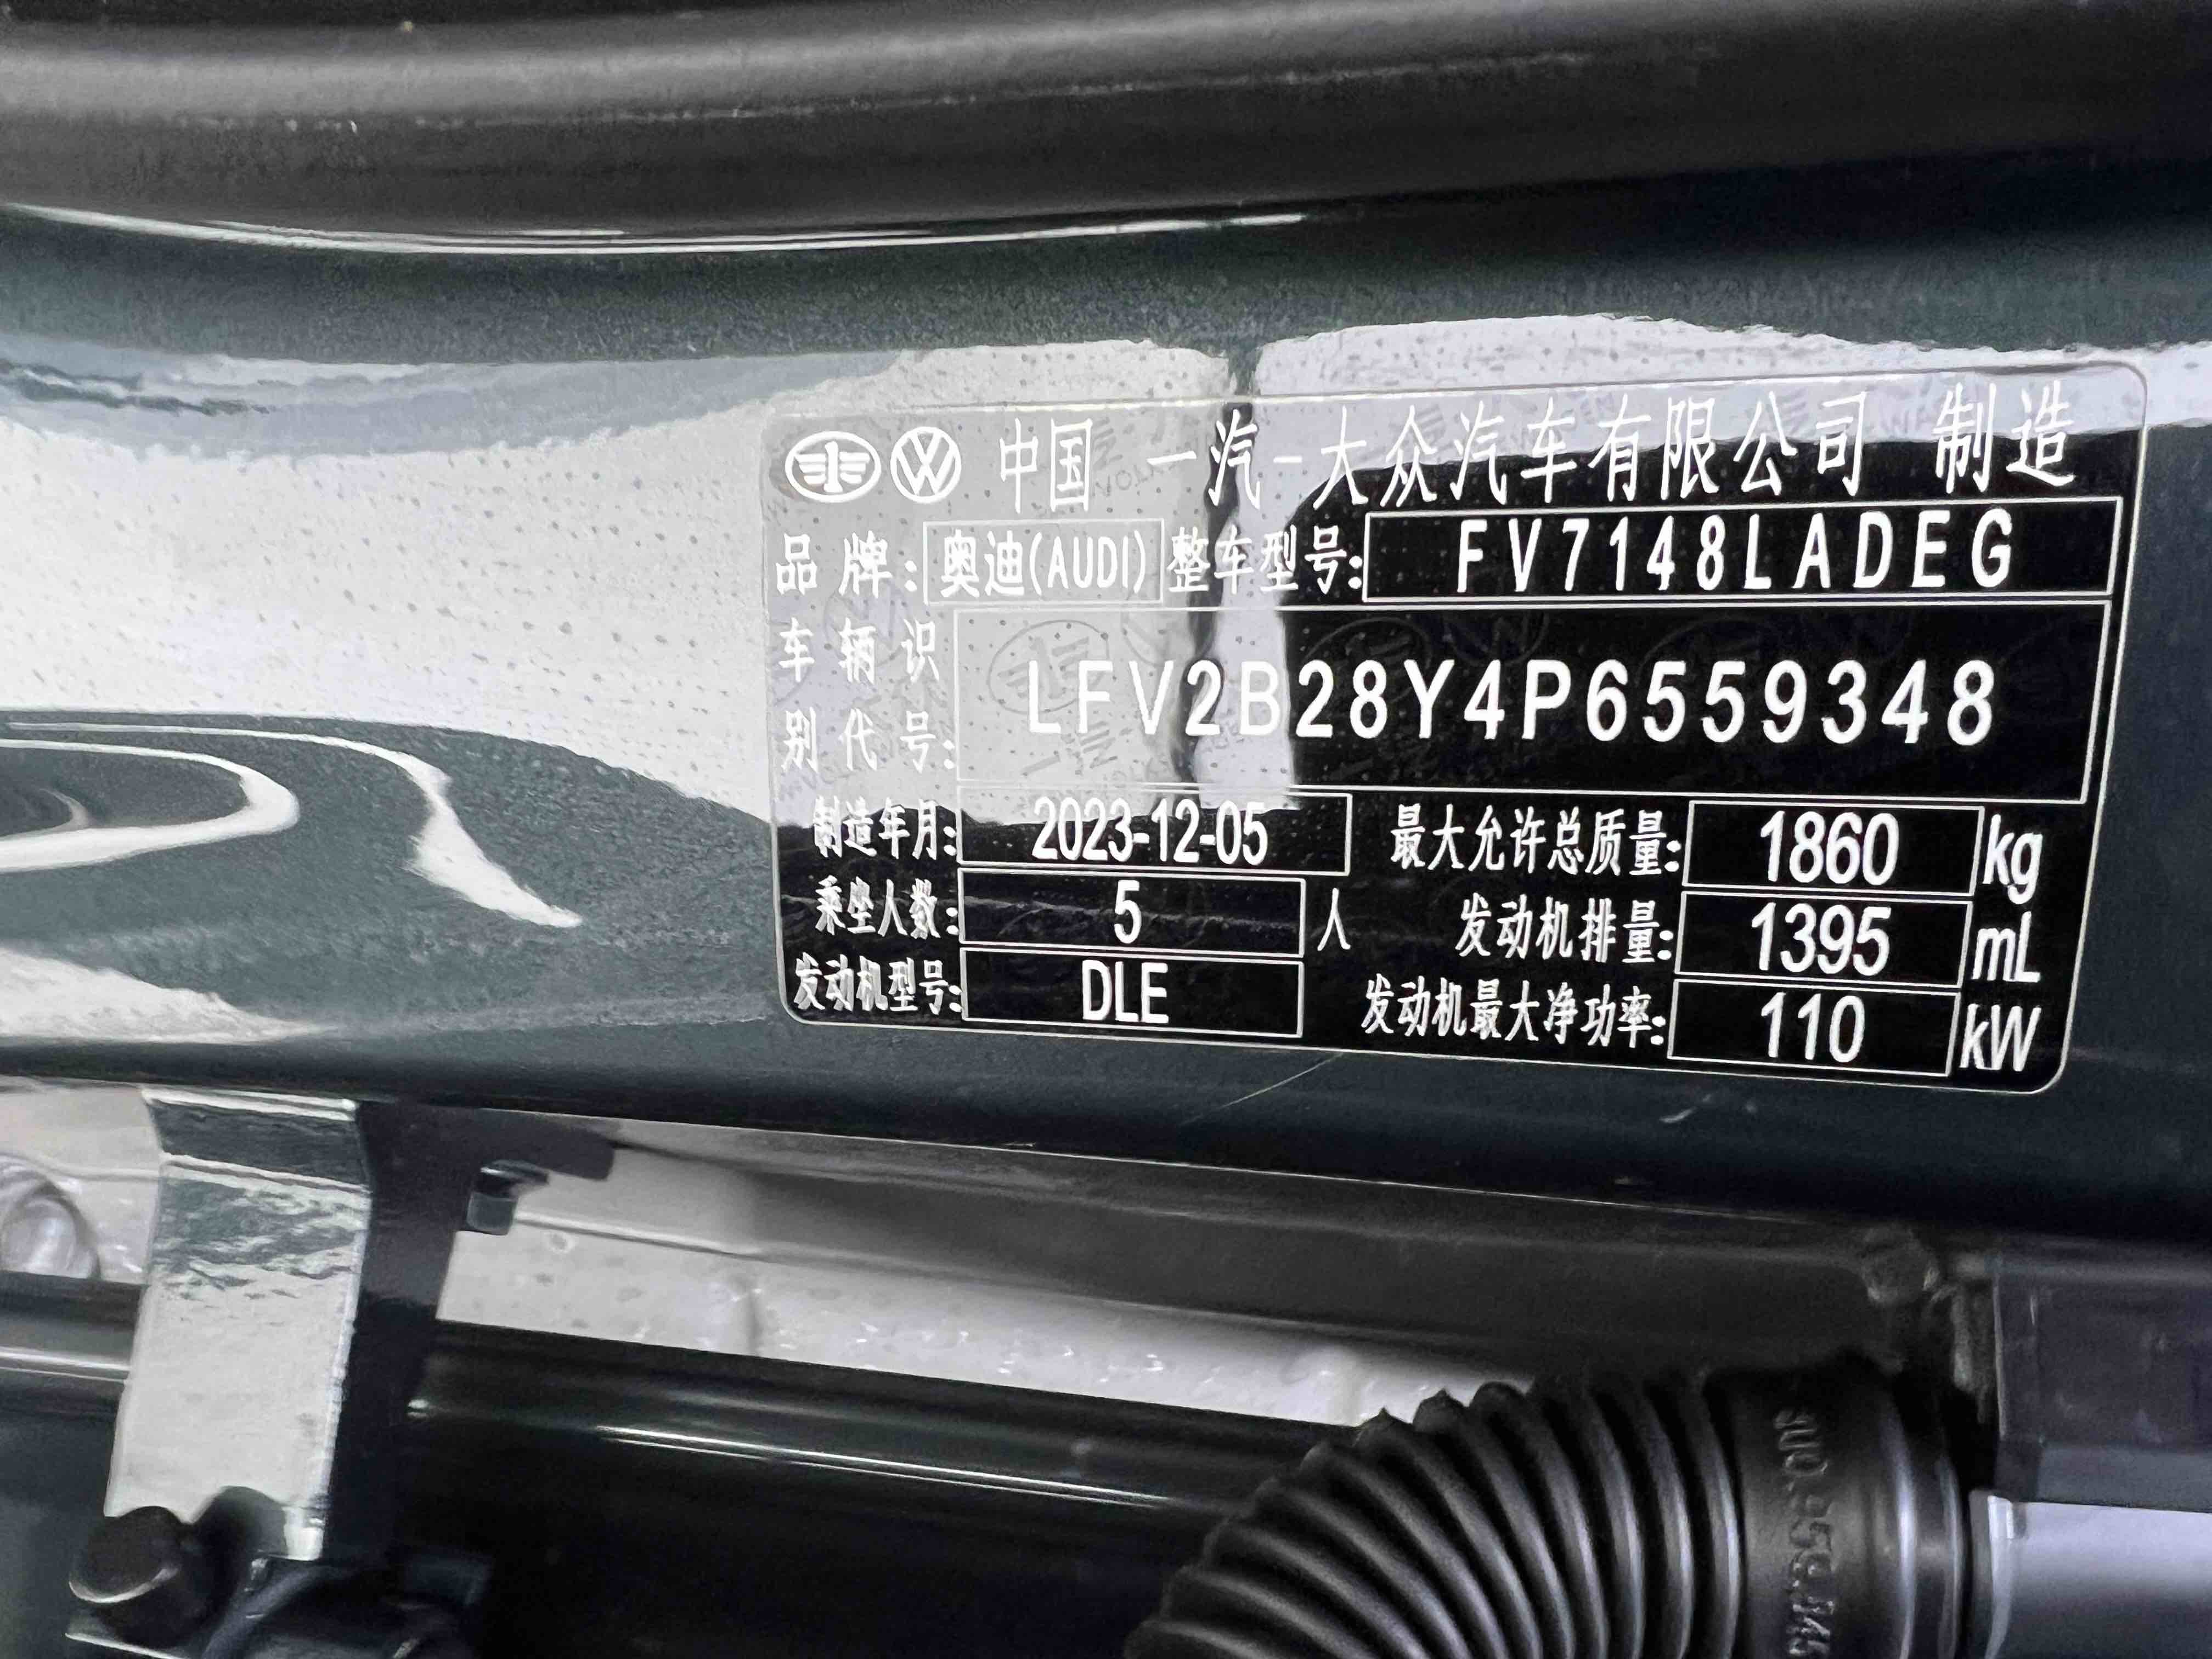 中国 一汽-大众汽车有限公司 制造
品牌: 奥迪(AUDI) 整车型号: FV7148LADEG
车辆识别代号: LFV2B28Y4P6559348
制造年月: 2023-12-05 最大允许总质量: 1860 kg
乘坐人数: 5 人 发动机排量: 1395 mL
发动机型号: DLE 发动机最大净功率: 110 kW